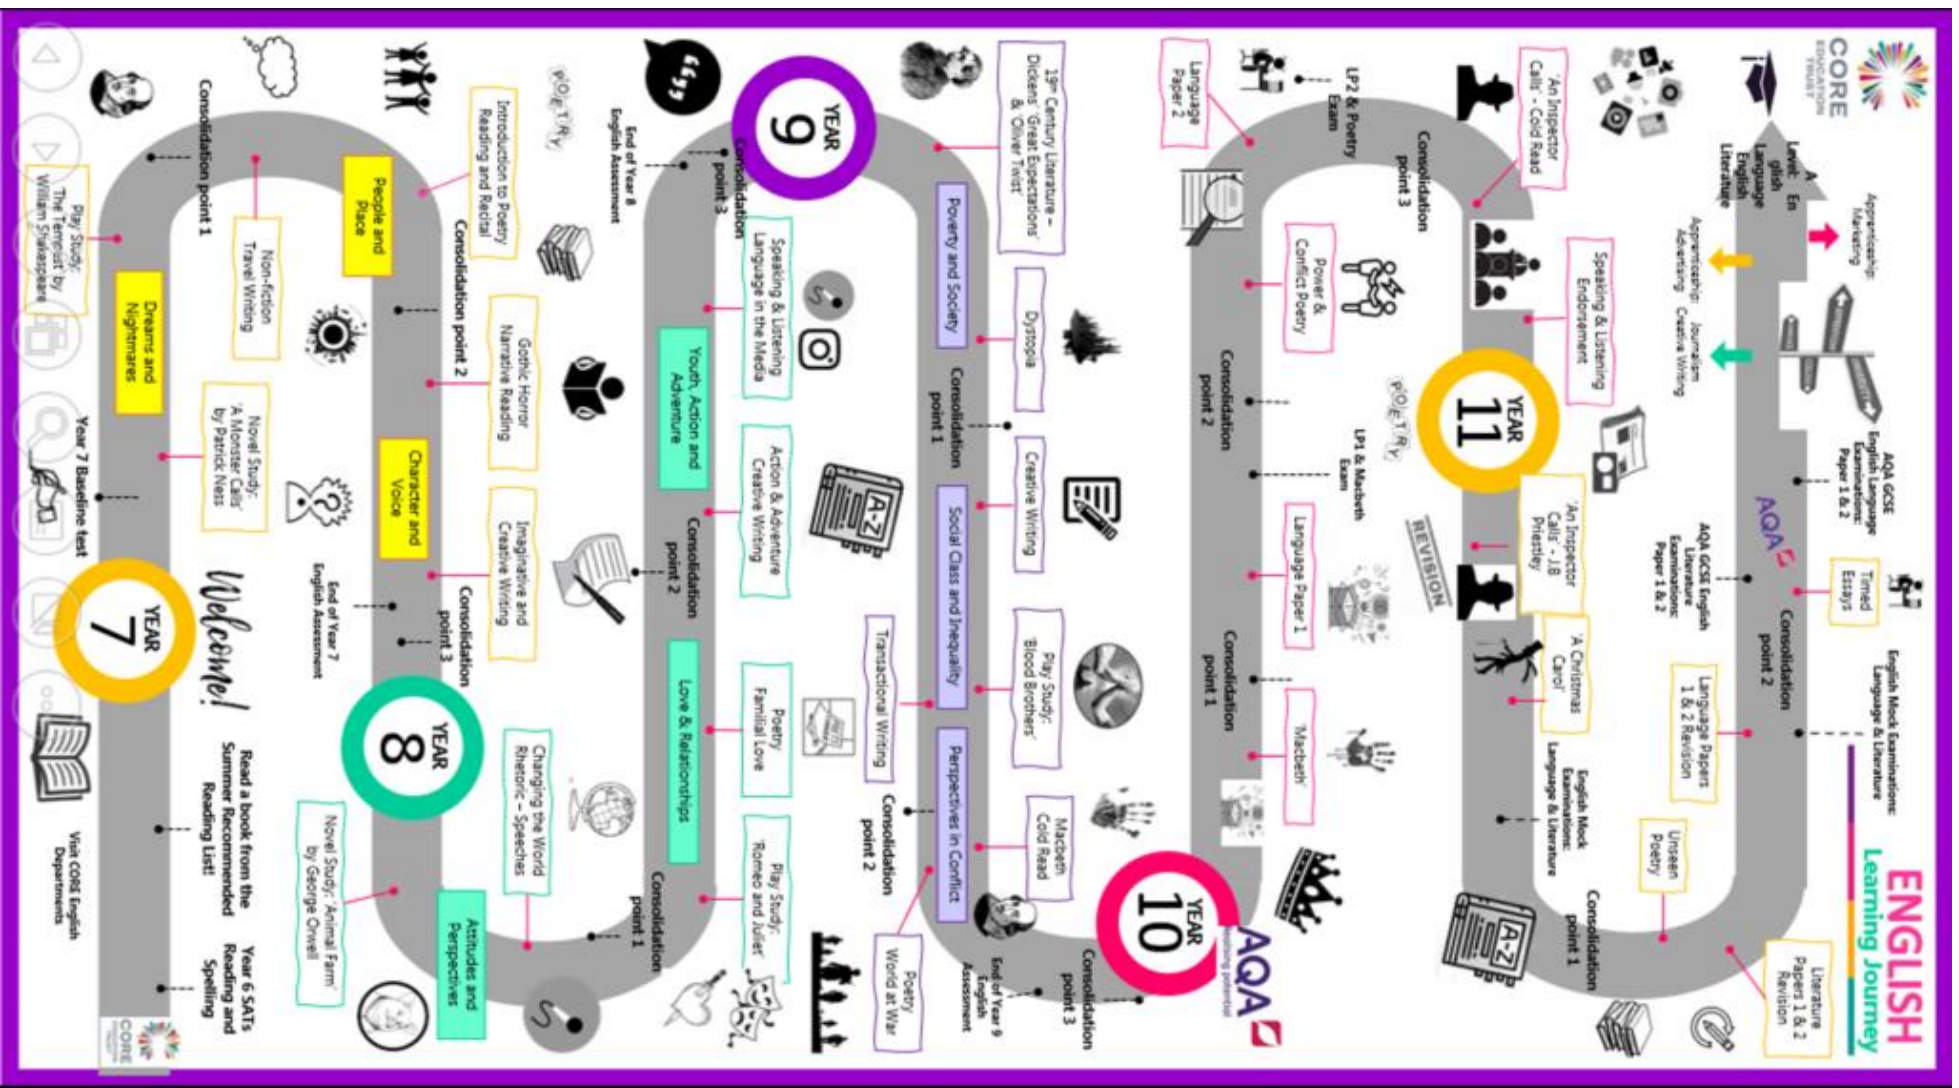 CORE
EDUCATION
TRUST
ENGLISH
Learning Journey
Apprenticeship:
Marketing
A
Level: En
glish
Language
English
Literature
Apprenticeship:
Advertising
Journalism
Creative Writing
AQA GCSE
English Language
Examinations:
Paper 1 & 2
AQA
AQA GCSE English
Literature
Examinations:
Paper 1 & 2
Timed
Essays
Consolidation
point 2
English Mock Examinations:
Language & Literature
Language Papers
1 & 2 Revision
Unseen
Poetry
Literature
Papers 1 & 2
Revision
Consolidation
point 1
English Mock
Examinations:
Language & Literature
A-Z
'A Christmas
Carol'
'An Inspector
Calls' - J.B
Priestley
REVISION
YEAR
11
Speaking & Listening
Endorsement
'An Inspector
Calls' - Cold Read
Consolidation
point 3
LP2 & Poetry
Exam
Language
Paper 2
Power &
Conflict Poetry
POETRY
Consolidation
point 2
LP1 & Macbeth
Exam
Language Paper 1
Consolidation
point 1
'Macbeth'
YEAR
10
AQA
Consolidation
point 3
End of Year 9
English
Assessment
Macbeth
Cold Read
Perspectives in Conflict
Poetry
World at War
Consolidation
point 2
Play Study:
'Blood Brothers'
Transactional Writing
Social Class and Inequality
Creative Writing
Consolidation
point 1
Dystopia
Poverty and Society
19th Century Literature –
Dickens' 'Great Expectations'
& 'Oliver Twist'
YEAR
9
Consolidation
point 3
End of Year 8
English Assessment
Speaking & Listening
Language in the Media
Youth, Action and
Adventure
Action & Adventure
Creative Writing
A-Z
Consolidation
point 2
Love & Relationships
Poetry
Familial Love
Play Study:
'Romeo and Juliet'
Consolidation
point 1
Changing the World
Rhetoric – Speeches
Attitudes and
Perspectives
Novel Study: 'Animal Farm'
by George Orwell
YEAR
8
Consolidation
point 3
End of Year 7
English Assessment
Imaginative and
Creative Writing
Character and
Voice
Gothic Horror
Narrative Reading
Consolidation point 2
Introduction to Poetry
Reading and Recital
POETRY
People and
Place
Non-fiction
Travel Writing
Consolidation point 1
Play Study:
'The Tempest' by
William Shakespeare
Dreams and
Nightmares
Novel Study:
'A Monster Calls'
by Patrick Ness
Year 7 Baseline test
YEAR
7
Welcome!
Read a book from the
Summer Recommended
Reading List!
Visit CORE English
Departments
Year 6 SATs
Reading and
Spelling
CORE